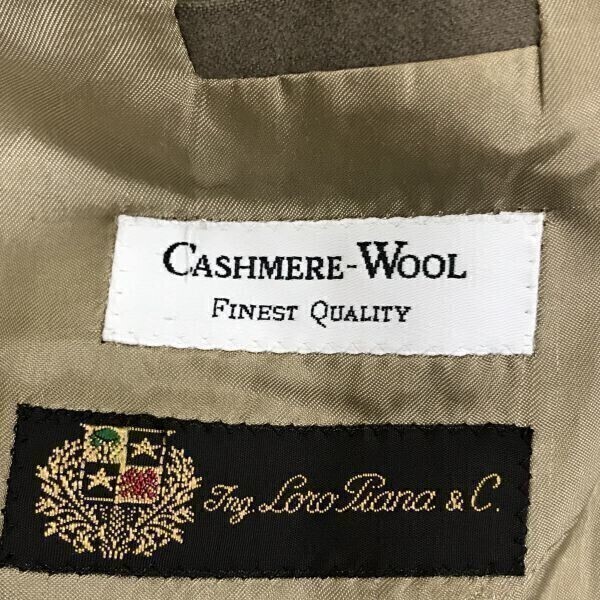 CASHMERE-WOOL
FINEST QUALITY
Ing Loro Piana & C.